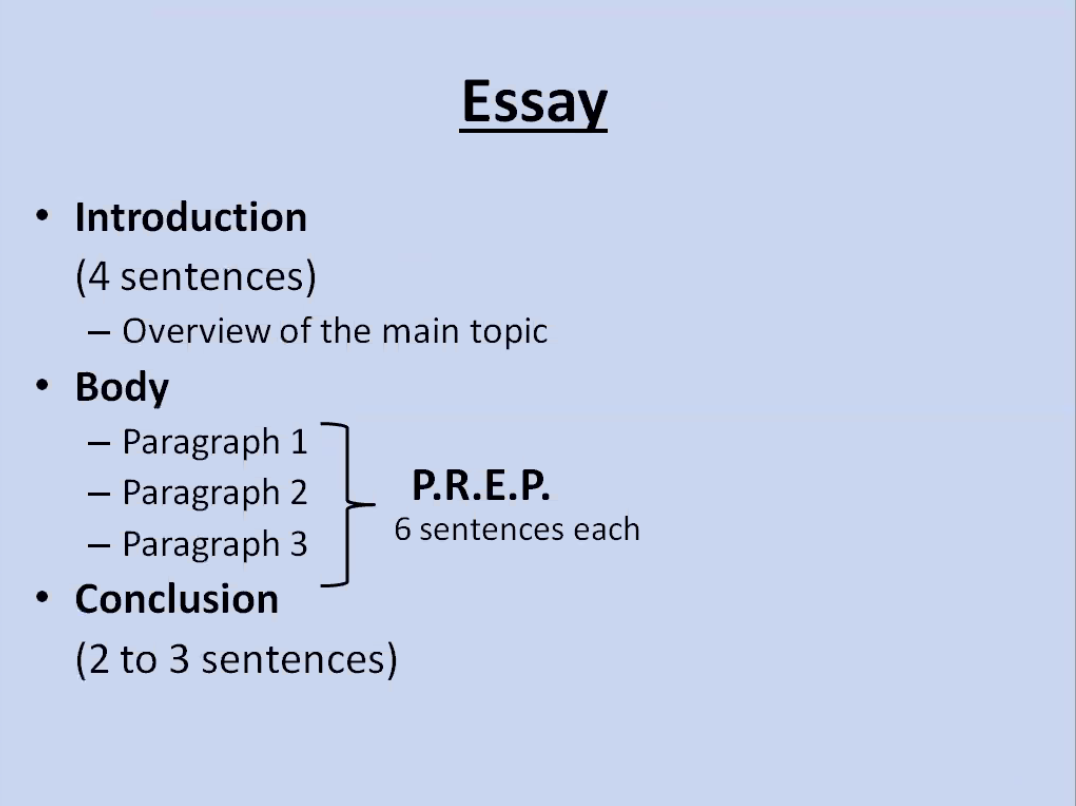 Essay
• Introduction
(4 sentences)
– Overview of the main topic
• Body
– Paragraph 1
– Paragraph 2
– Paragraph 3
P.R.E.P.
6 sentences each
• Conclusion
(2 to 3 sentences)